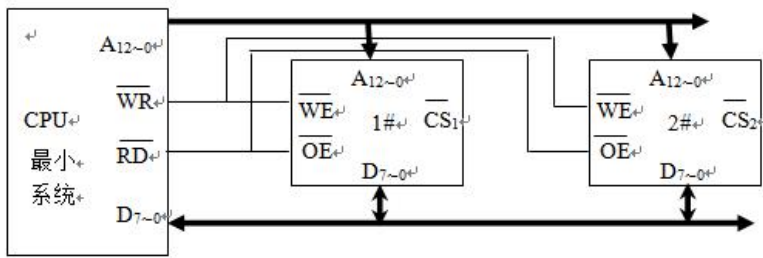 A12~0
WR
CPU
最小
系统
RD
D7~0
A12~0
WE
1#
CS1
OE
D7~0
A12~0
WE
2#
CS2
OE
D7~0